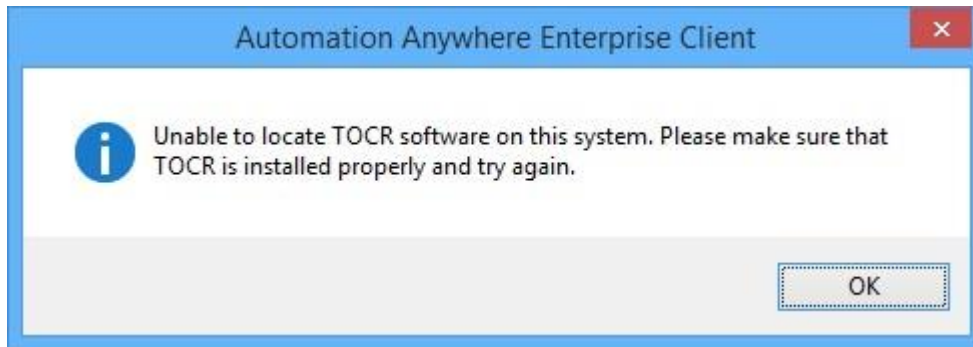 Automation Anywhere Enterprise Client
Unable to locate TOCR software on this system. Please make sure that
TOCR is installed properly and try again.
OK